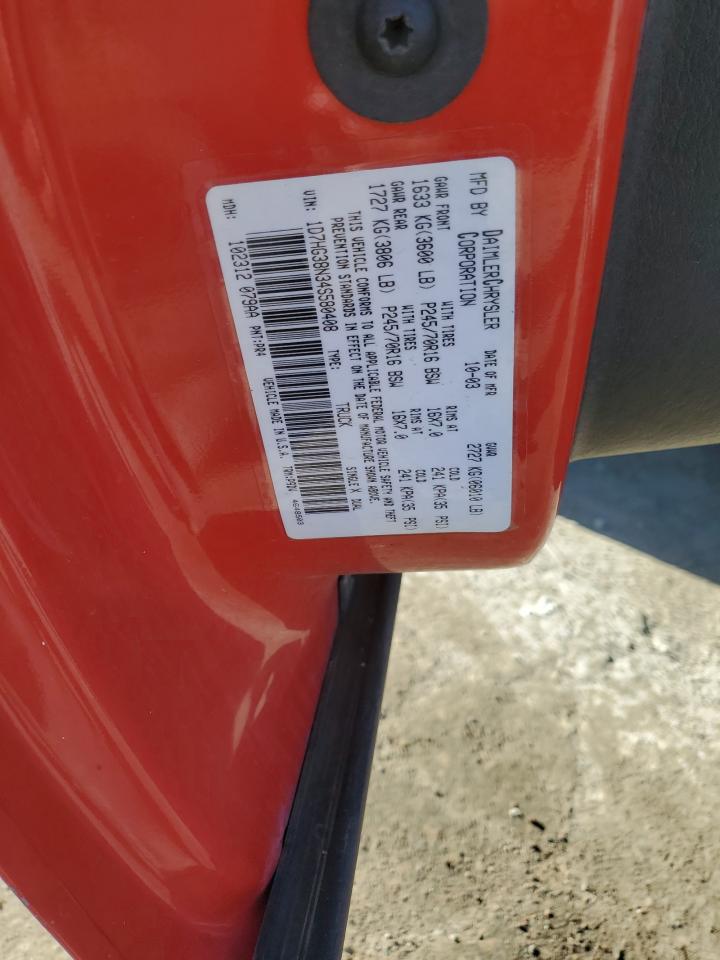 MFD BY DAIMLERCHRYSLER CORPORATION
DATE OF MFR 10-03
GVWR 2727 KG(06010 LB)
GAWR FRONT 1633 KG(3600 LB)
WITH TIRES P245/70R16 BSW
RIMS AT 16X7.0
COLD 241 KPA(35 PSI)
GAWR REAR 1727 KG(3806 LB)
WITH TIRES P245/70R16 BSW
RIMS AT 16X7.0
COLD 241 KPA(35 PSI)
THIS VEHICLE CONFORMS TO ALL APPLICABLE FEDERAL MOTOR VEHICLE SAFETY AND THEFT
PREVENTION STANDARDS IN EFFECT ON THE DATE OF MANUFACTURE SHOWN ABOVE.
VIN: 1D7HG38N34S580408
TYPE: TRUCK
SINGLE X DUAL
MDH: 102312 079AA
PNT:PR4
VEHICLE MADE IN U.S.A.